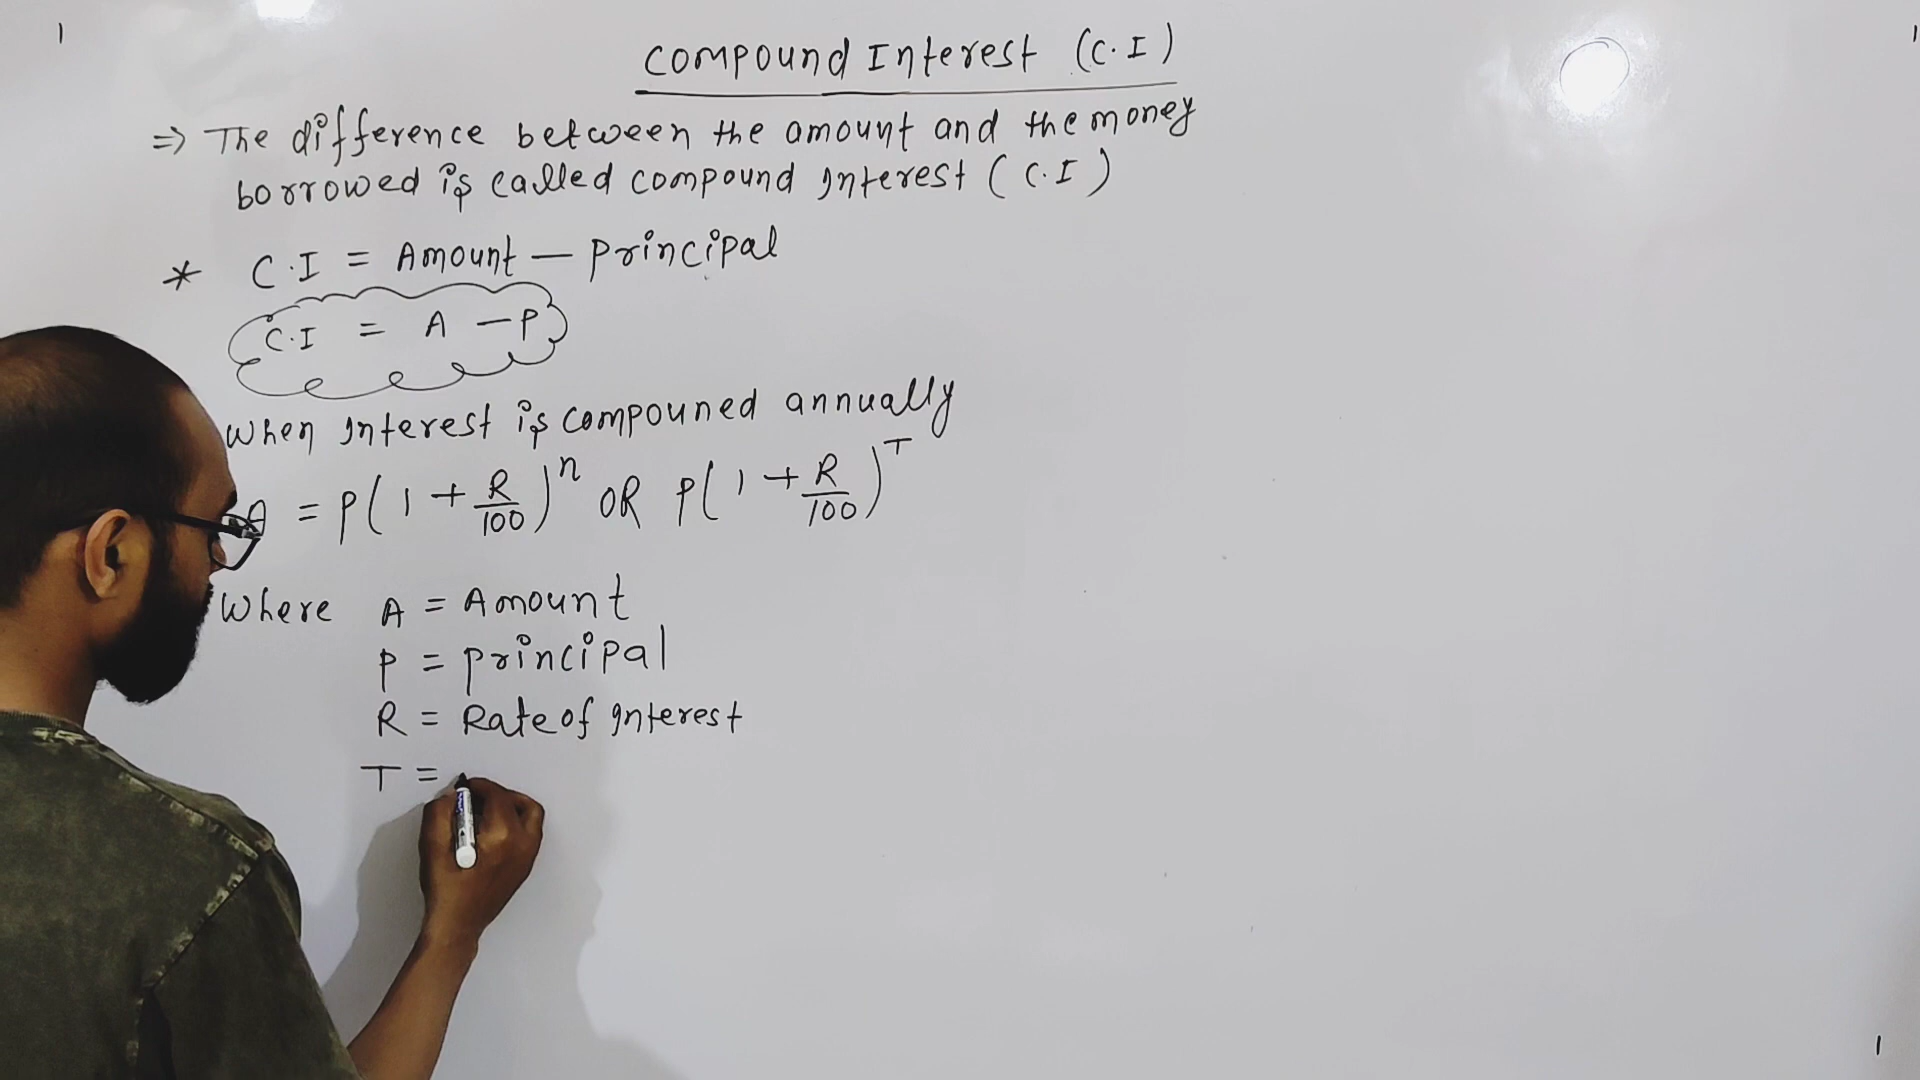 Compound Interest (C.I)
=> The difference between the amount and the money
borrowed is called compound Interest (C.I)
* C.I = Amount — Principal
C.I = A — P
When Interest is compouned annually
A = P(1 + R/100)^n OR P(1 + R/100)^T
Where A = Amount
P = Principal
R = Rate of Interest
T =